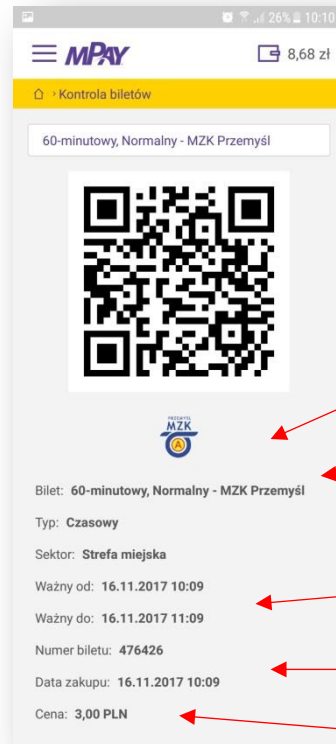 26% 10:10
mPAY 8,68 zł
Kontrola biletów
60-minutowy, Normalny - MZK Przemyśl
PRZEMYŚL
MZK
A
Bilet: 60-minutowy, Normalny - MZK Przemyśl
Typ: Czasowy
Sektor: Strefa miejska
Ważny od: 16.11.2017 10:09
Ważny do: 16.11.2017 11:09
Numer biletu: 476426
Data zakupu: 16.11.2017 10:09
Cena: 3,00 PLN